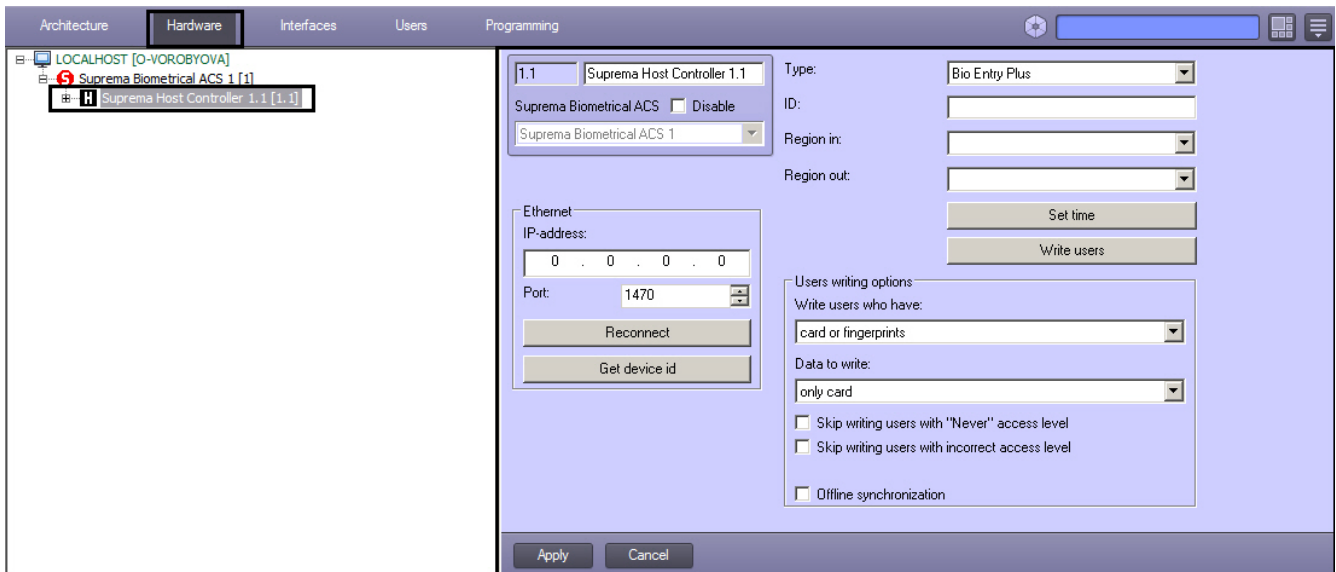 Architecture Hardware Interfaces Users Programming
LOCALHOST [O-VOROBYOVA]
S Suprema Biometrical ACS 1 [1]
H Suprema Host Controller 1.1 [1.1]
1.1 Suprema Host Controller 1.1
Suprema Biometrical ACS Disable
Suprema Biometrical ACS 1
Ethernet
IP-address:
0 . 0 . 0 . 0
Port: 1470
Reconnect
Get device id
Type: Bio Entry Plus
ID:
Region in:
Region out:
Set time
Write users
Users writing options
Write users who have:
card or fingerprints
Data to write:
only card
Skip writing users with "Never" access level
Skip writing users with incorrect access level
Offline synchronization
Apply Cancel